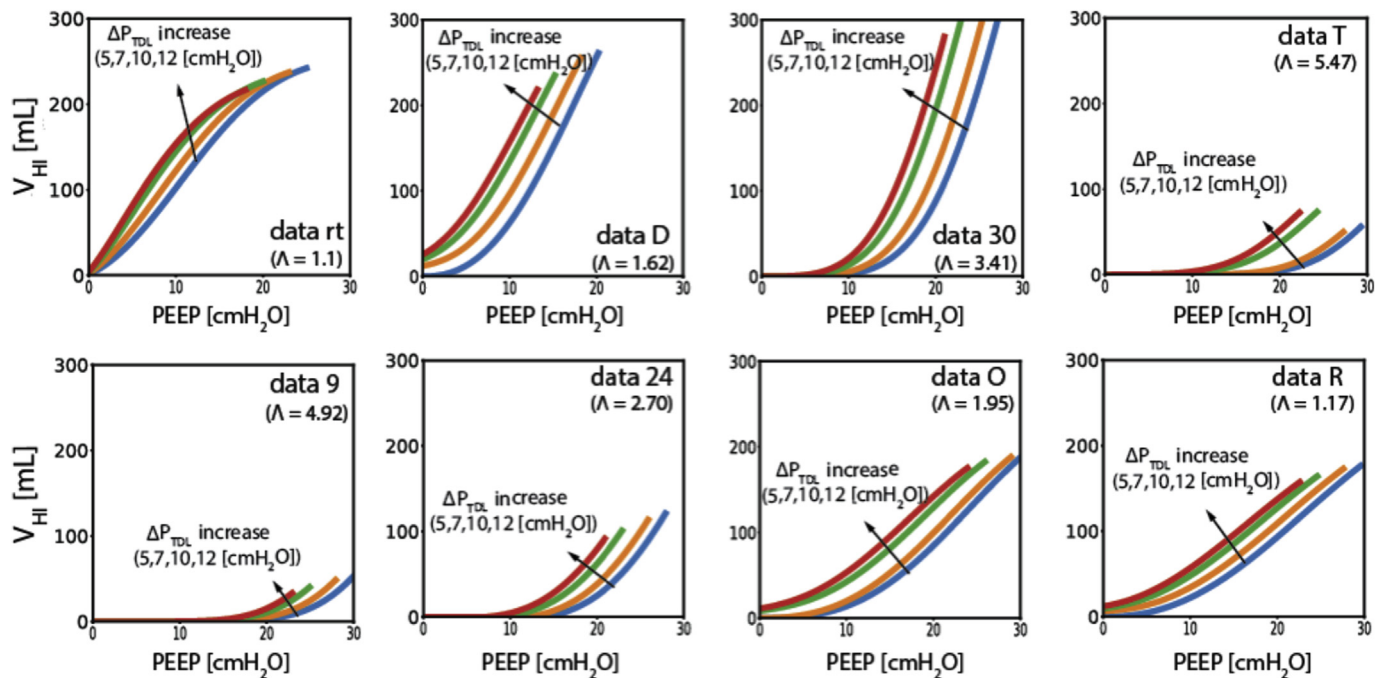 300
200
100
0
V_HI [mL]
ΔP_TDL increase
(5,7,10,12 [cmH₂O])
data rt
(Λ = 1.1)
0 10 20 30
PEEP [cmH₂O]
300
200
100
0
ΔP_TDL increase
(5,7,10,12 [cmH₂O])
data D
(Λ = 1.62)
0 10 20 30
PEEP [cmH₂O]
300
200
100
0
ΔP_TDL increase
(5,7,10,12 [cmH₂O])
data 30
(Λ = 3.41)
0 10 20 30
PEEP [cmH₂O]
300
200
100
0
data T
(Λ = 5.47)
ΔP_TDL increase
(5,7,10,12 [cmH₂O])
0 10 20 30
PEEP [cmH₂O]
300
200
100
0
V_HI [mL]
data 9
(Λ = 4.92)
ΔP_TDL increase
(5,7,10,12 [cmH₂O])
0 10 20 30
PEEP [cmH₂O]
300
200
100
0
data 24
(Λ = 2.70)
ΔP_TDL increase
(5,7,10,12 [cmH₂O])
0 10 20 30
PEEP [cmH₂O]
300
200
100
0
data O
(Λ = 1.95)
ΔP_TDL increase
(5,7,10,12 [cmH₂O])
0 10 20 30
PEEP [cmH₂O]
300
200
100
0
data R
(Λ = 1.17)
ΔP_TDL increase
(5,7,10,12 [cmH₂O])
0 10 20 30
PEEP [cmH₂O]